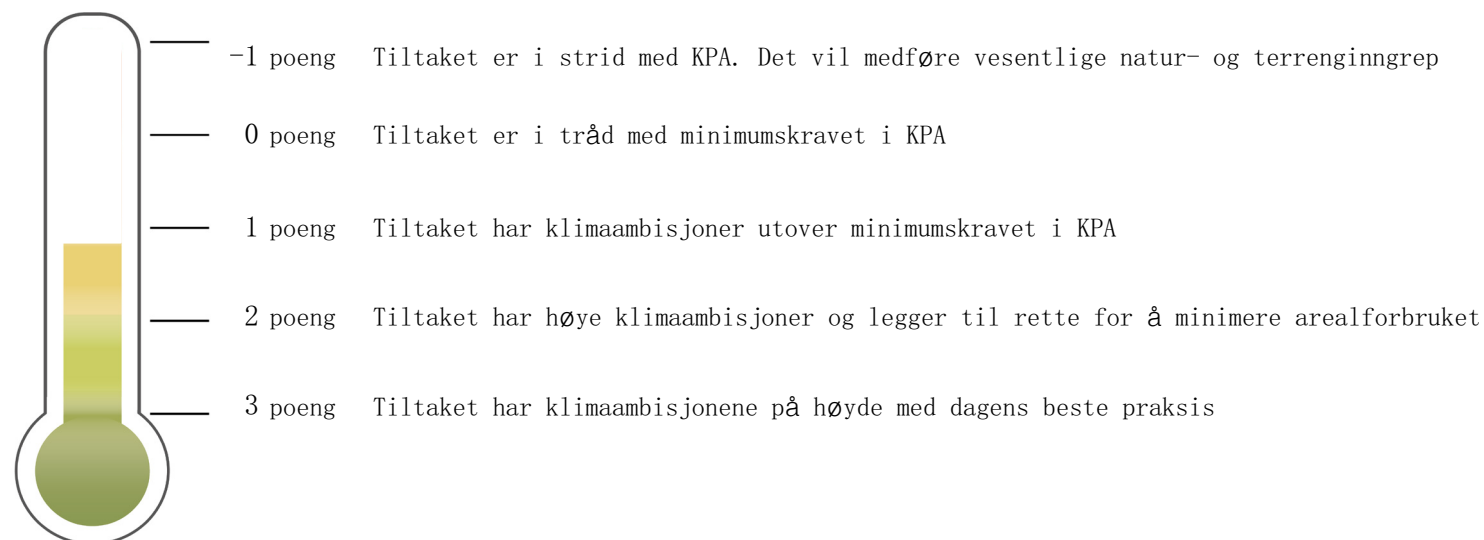 -1 poeng Tiltaket er i strid med KPA. Det vil medføre vesentlige natur- og terrenginngrep
0 poeng Tiltaket er i tråd med minimumskravet i KPA
1 poeng Tiltaket har klimaambisjoner utover minimumskravet i KPA
2 poeng Tiltaket har høye klimaambisjoner og legger til rette for å minimere arealforbruket
3 poeng Tiltaket har klimaambisjonene på høyde med dagens beste praksis